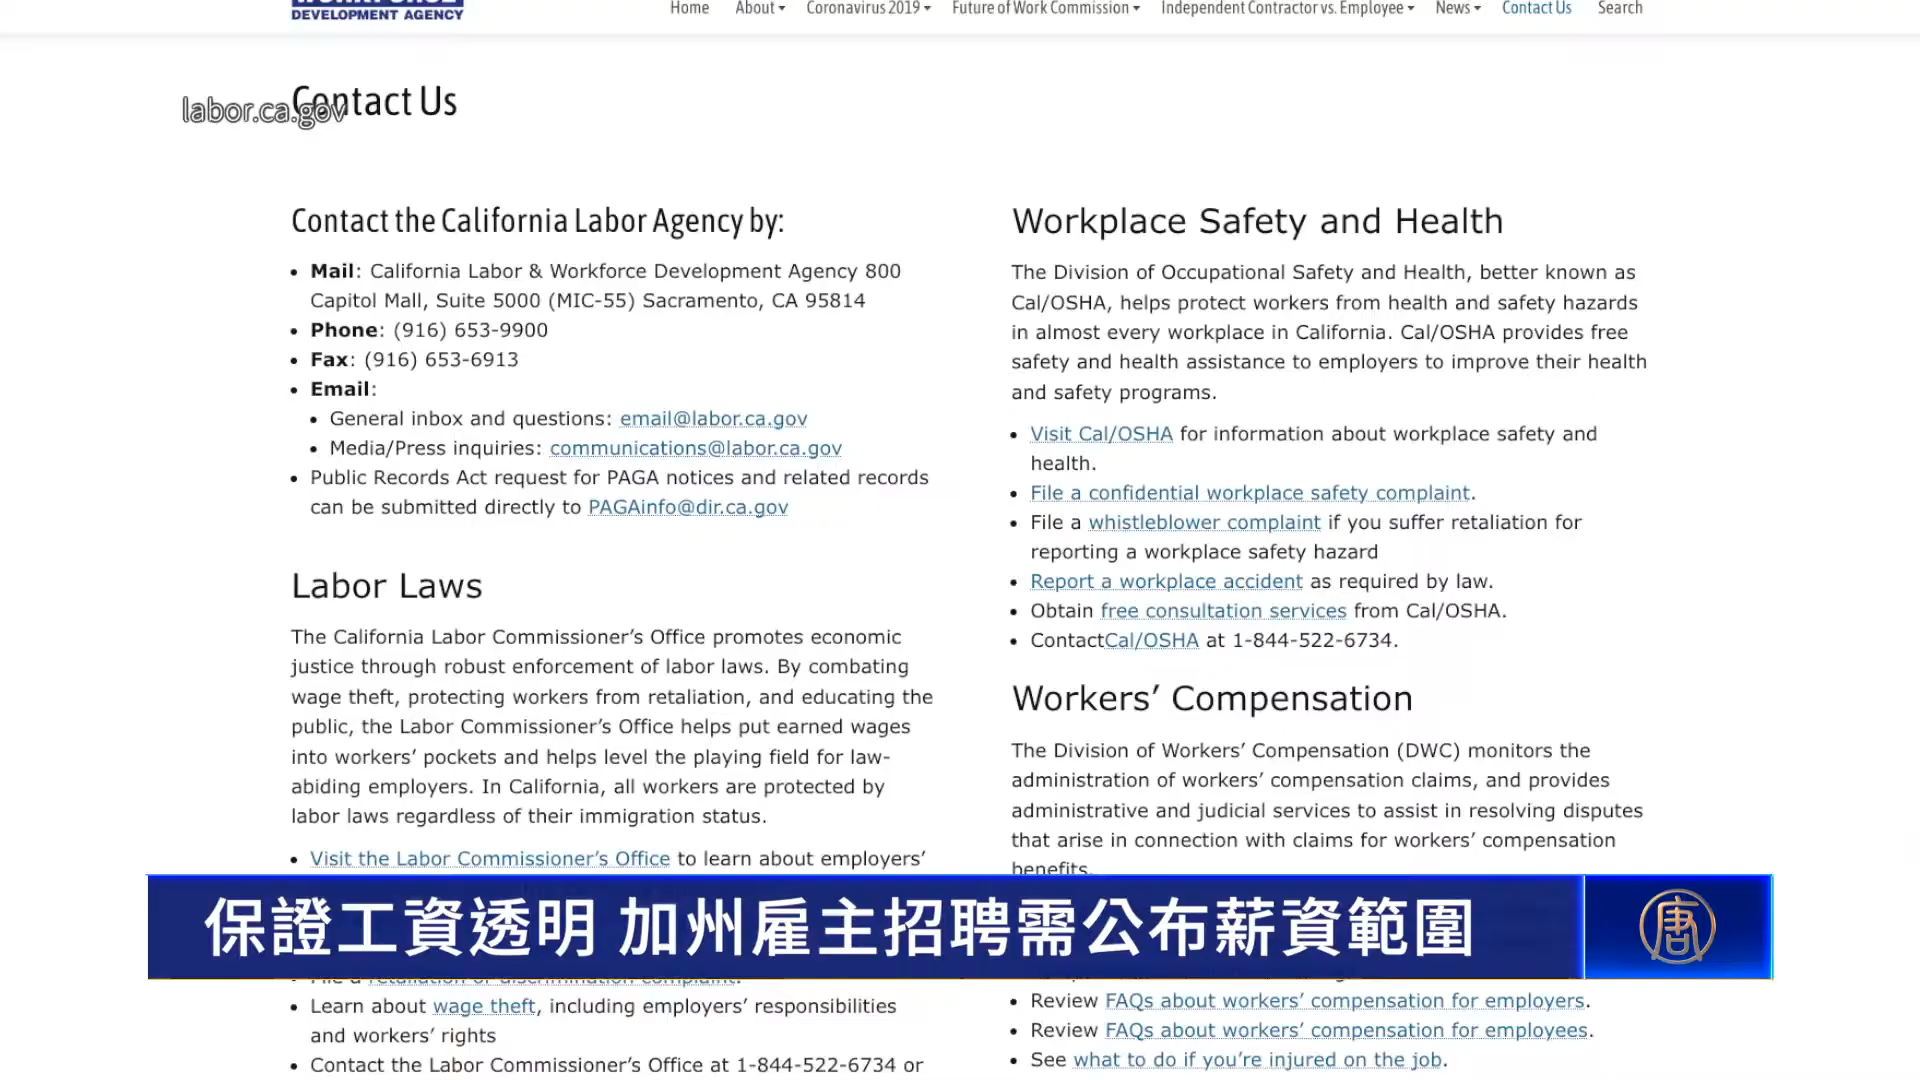 DEVELOPMENT AGENCY
Home About Coronavirus 2019 Future of Work Commission Independent Contractor vs. Employee News Contact Us Search
Contact Us
labor.ca.gov
Contact the California Labor Agency by:
• Mail: California Labor & Workforce Development Agency 800
Capitol Mall, Suite 5000 (MIC-55) Sacramento, CA 95814
• Phone: (916) 653-9900
• Fax: (916) 653-6913
• Email:
• General inbox and questions: email@labor.ca.gov
• Media/Press inquiries: communications@labor.ca.gov
• Public Records Act request for PAGA notices and related records
can be submitted directly to PAGAinfo@dir.ca.gov
Labor Laws
The California Labor Commissioner’s Office promotes economic
justice through robust enforcement of labor laws. By combating
wage theft, protecting workers from retaliation, and educating the
public, the Labor Commissioner’s Office helps put earned wages
into workers’ pockets and helps level the playing field for law-
abiding employers. In California, all workers are protected by
labor laws regardless of their immigration status.
• Visit the Labor Commissioner’s Office to learn about employers’
• File a retaliation or discrimination complaint.
• Learn about wage theft, including employers’ responsibilities
and workers’ rights
• Contact the Labor Commissioner’s Office at 1-844-522-6734 or
Workplace Safety and Health
The Division of Occupational Safety and Health, better known as
Cal/OSHA, helps protect workers from health and safety hazards
in almost every workplace in California. Cal/OSHA provides free
safety and health assistance to employers to improve their health
and safety programs.
• Visit Cal/OSHA for information about workplace safety and
health.
• File a confidential workplace safety complaint.
• File a whistleblower complaint if you suffer retaliation for
reporting a workplace safety hazard
• Report a workplace accident as required by law.
• Obtain free consultation services from Cal/OSHA.
• ContactCal/OSHA at 1-844-522-6734.
Workers’ Compensation
The Division of Workers’ Compensation (DWC) monitors the
administration of workers’ compensation claims, and provides
administrative and judicial services to assist in resolving disputes
that arise in connection with claims for workers’ compensation
benefits.
• Review FAQs about workers’ compensation for employers.
• Review FAQs about workers’ compensation for employees.
• See what to do if you’re injured on the job.
保證工資透明 加州雇主招聘需公布薪資範圍
唐